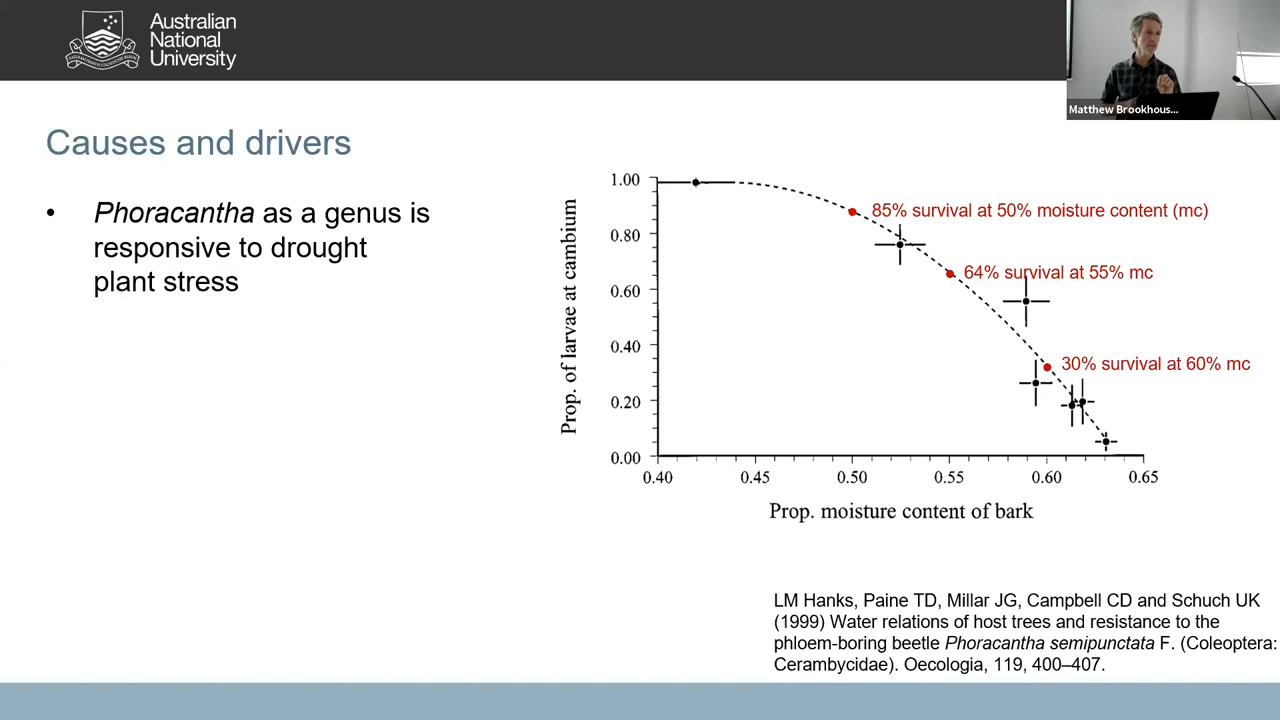 Australian
National
University
Matthew Brookhous...
Causes and drivers
• Phoracantha as a genus is
responsive to drought
plant stress
Prop. of larvae at cambium
1.00
0.80
0.60
0.40
0.20
0.00
85% survival at 50% moisture content (mc)
64% survival at 55% mc
30% survival at 60% mc
0.40 0.45 0.50 0.55 0.60 0.65
Prop. moisture content of bark
LM Hanks, Paine TD, Millar JG, Campbell CD and Schuch UK
(1999) Water relations of host trees and resistance to the
phloem-boring beetle Phoracantha semipunctata F. (Coleoptera:
Cerambycidae). Oecologia, 119, 400–407.